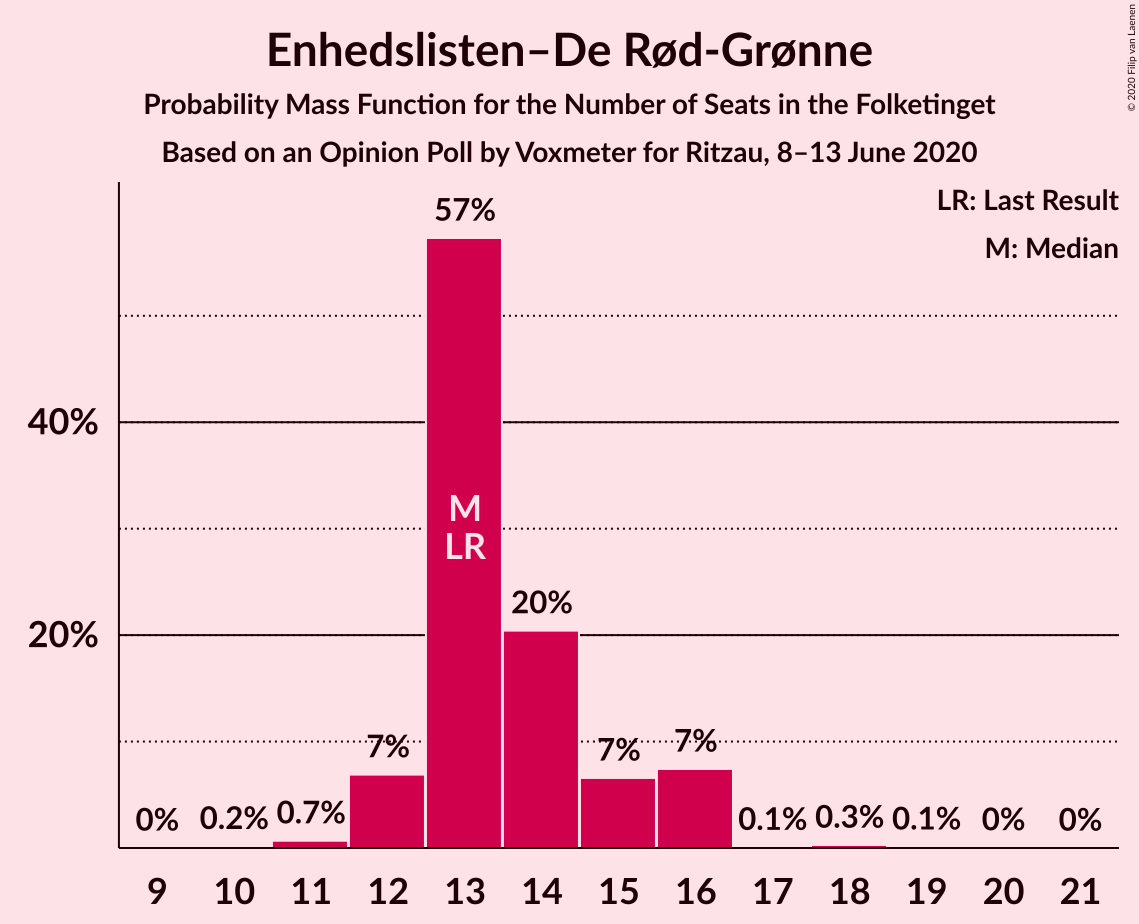 Enhedslisten–De Rød-Grønne
Probability Mass Function for the Number of Seats in the Folketinget
Based on an Opinion Poll by Voxmeter for Ritzau, 8–13 June 2020
© 2020 Filip van Laenen
LR: Last Result
M: Median
57%
40%
M
LR
20%
20%
7%
7%
7%
0%
0.2%
0.7%
0.1%
0.3%
0.1%
0%
0%
9 10 11 12 13 14 15 16 17 18 19 20 21